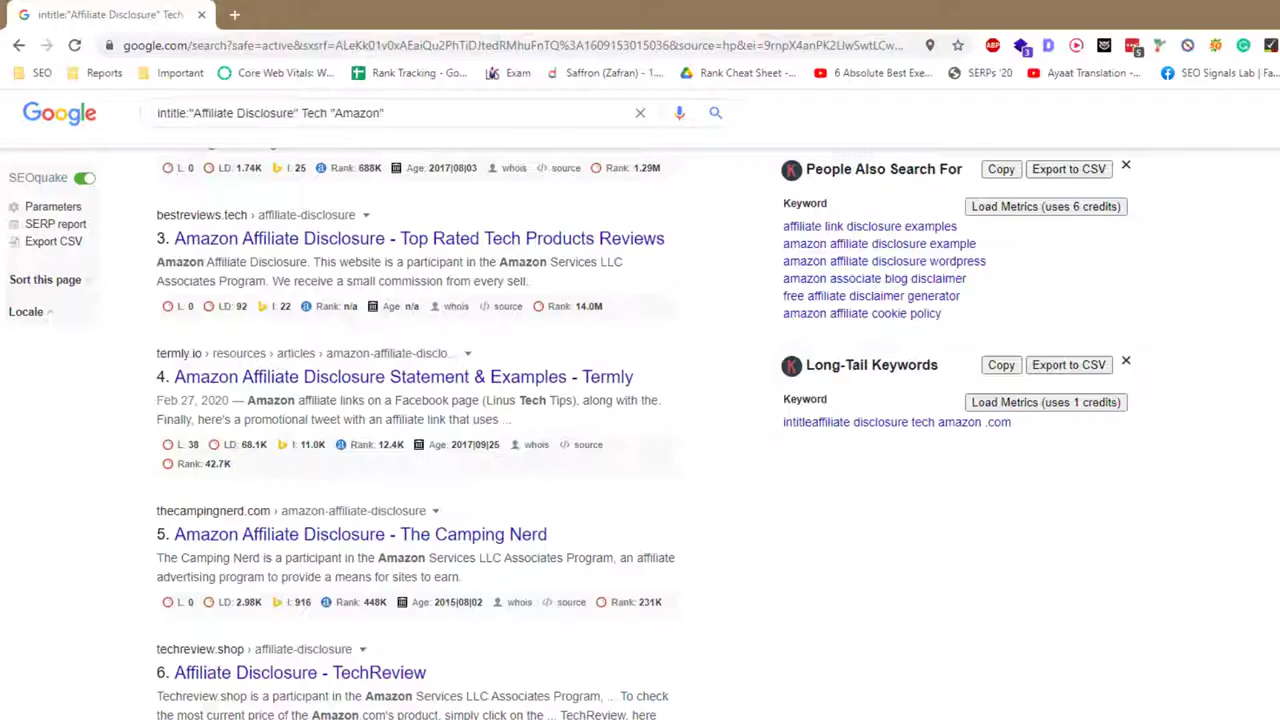 intitle:"Affiliate Disclosure" Tech
google.com/search?safe=active&sxsrf=ALeKk01v0xAEaiQu2PhTiDJtedRMhuFnTQ%3A1609153015036&source=hp&ei=9rnpX4anPK2LlwSwtLCw...
SEO
Reports
Important
Core Web Vitals: W...
Rank Tracking - Go...
Exam
Saffron (Zafran) - 1....
Rank Cheat Sheet -...
6 Absolute Best Exe...
SERPs '20
Ayaat Translation -...
SEO Signals Lab | Fa...
Google
intitle:"Affiliate Disclosure" Tech "Amazon"
SEOquake
Parameters
SERP report
Export CSV
Sort this page
Locale
L: 0 LD: 1.74K I: 25 Rank: 688K Age: 2017|08|03 whois source Rank: 1.29M
bestreviews.tech › affiliate-disclosure
3. Amazon Affiliate Disclosure - Top Rated Tech Products Reviews
Amazon Affiliate Disclosure. This website is a participant in the Amazon Services LLC
Associates Program. We receive a small commission from every sell.
L: 0 LD: 92 I: 22 Rank: n/a Age: n/a whois source Rank: 14.0M
termly.io › resources › articles › amazon-affiliate-disclo...
4. Amazon Affiliate Disclosure Statement & Examples - Termly
Feb 27, 2020 — Amazon affiliate links on a Facebook page (Linus Tech Tips), along with the.
Finally, here's a promotional tweet with an affiliate link that uses ...
L: 38 LD: 68.1K I: 11.0K Rank: 12.4K Age: 2017|09|25 whois source
Rank: 42.7K
thecampingnerd.com › amazon-affiliate-disclosure
5. Amazon Affiliate Disclosure - The Camping Nerd
The Camping Nerd is a participant in the Amazon Services LLC Associates Program, an affiliate
advertising program to provide a means for sites to earn.
L: 0 LD: 2.98K I: 916 Rank: 448K Age: 2015|08|02 whois source Rank: 231K
techreview.shop › affiliate-disclosure
6. Affiliate Disclosure - TechReview
Techreview.shop is a participant in the Amazon Services LLC Associates Program, ... To check
the most current price of the Amazon.com's product, simply click on the ... TechReview, here
People Also Search For
Copy
Export to CSV
Keyword
Load Metrics (uses 6 credits)
affiliate link disclosure examples
amazon affiliate disclosure example
amazon affiliate disclosure wordpress
amazon associate blog disclaimer
free affiliate disclaimer generator
amazon affiliate cookie policy
Long-Tail Keywords
Copy
Export to CSV
Keyword
Load Metrics (uses 1 credits)
intitleaffiliate disclosure tech amazon .com